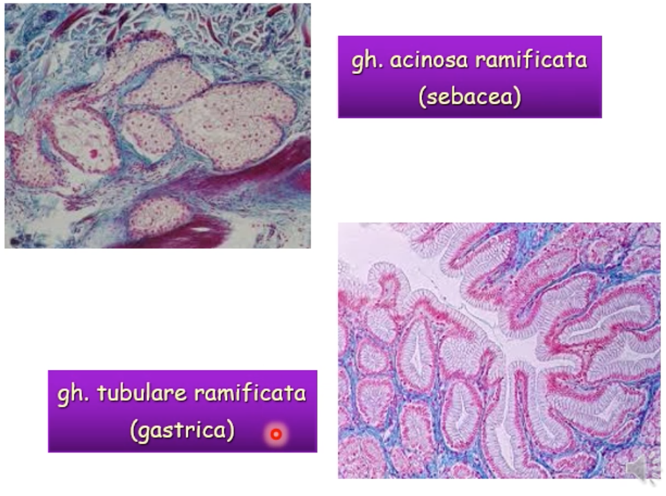 gh. acinosa ramificata
(sebacea)
gh. tubulare ramificata
(gastrica)